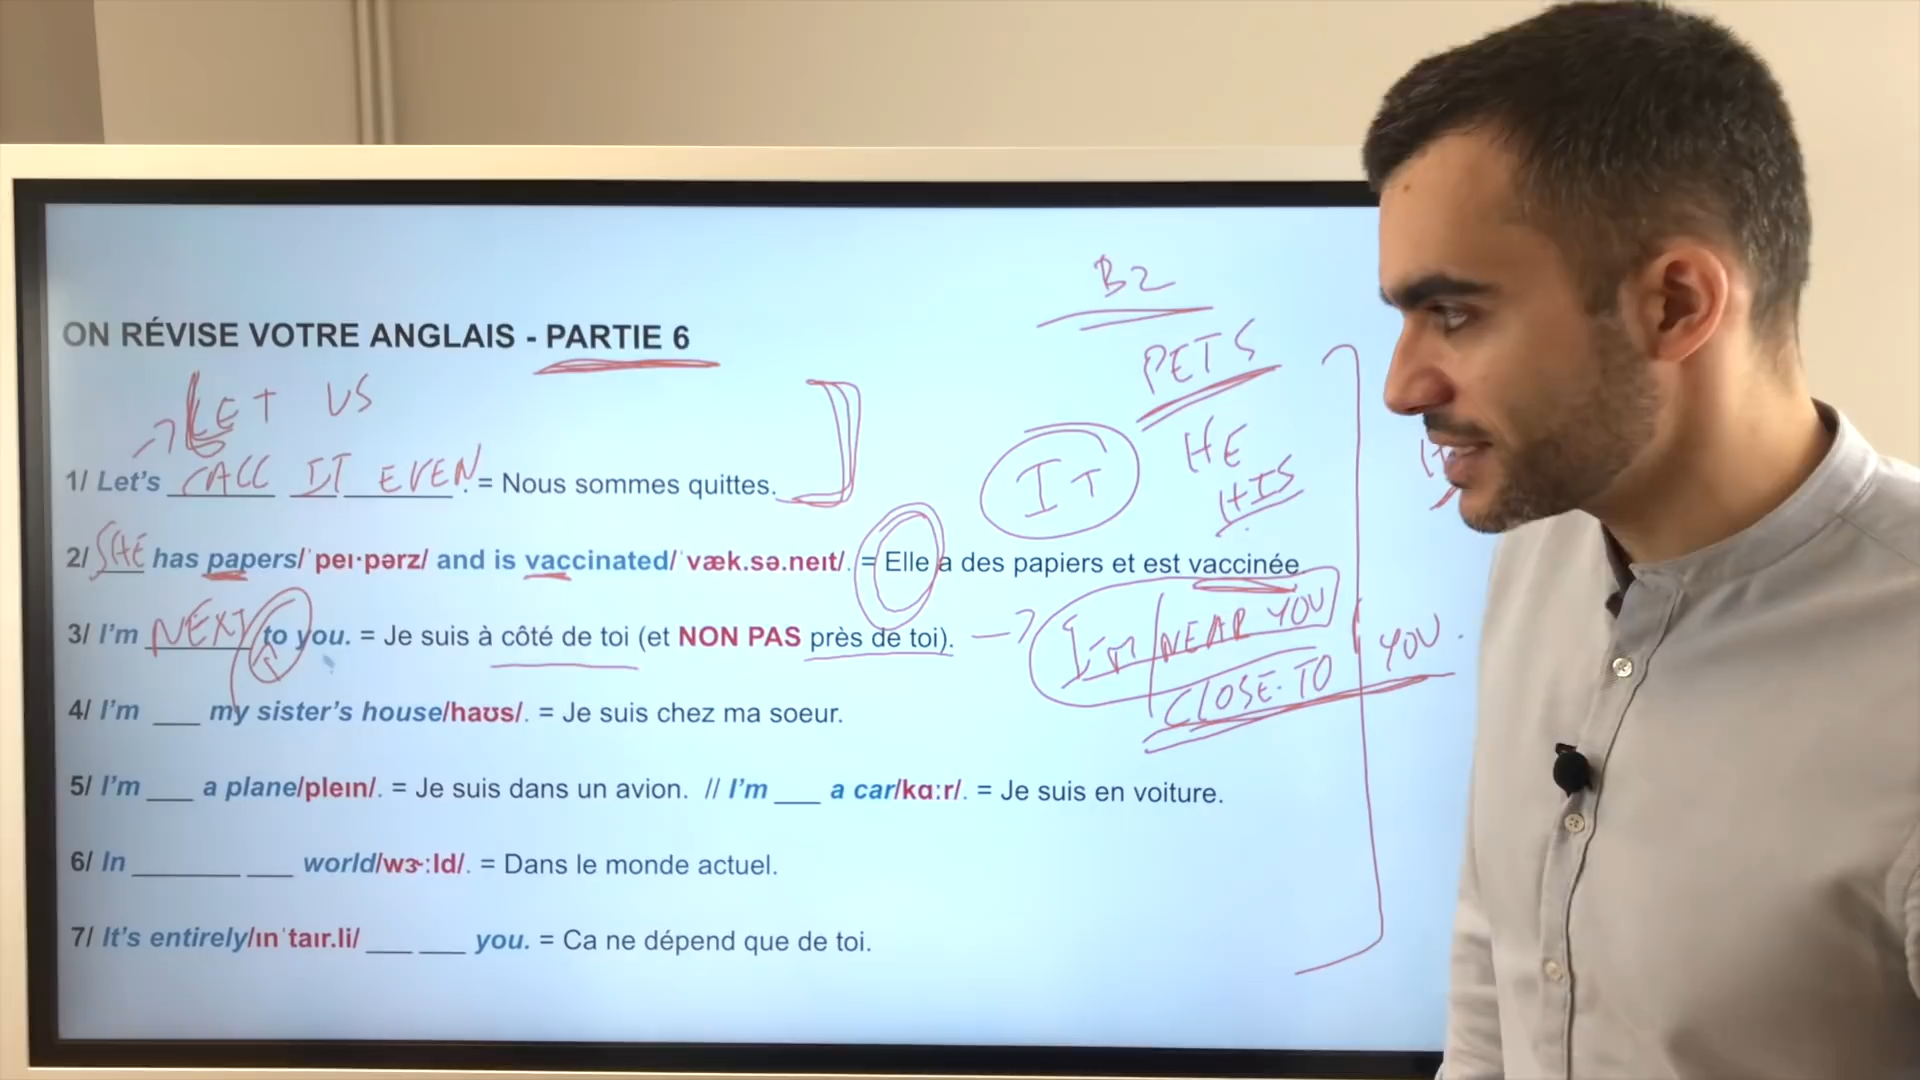 B2
ON RÉVISE VOTRE ANGLAIS - PARTIE 6
PETS
LET US
HE
IT
HIS
1/ Let's CALL IT EVEN. = Nous sommes quittes.
2/ SHE has papers/ˈpeɪ·pərz/ and is vaccinated/ˈvæk.sə.neɪt/. = Elle a des papiers et est vaccinée.
3/ I'm NEXT to you. = Je suis à côté de toi (et NON PAS près de toi).
I'm NEAR YOU
CLOSE TO YOU.
4/ I'm ___ my sister's house/haʊs/. = Je suis chez ma soeur.
5/ I'm ___ a plane/pleɪn/. = Je suis dans un avion. // I'm ___ a car/kɑːr/. = Je suis en voiture.
6/ In _______ ___ world/wɝːld/. = Dans le monde actuel.
7/ It's entirely/ɪnˈtaɪr.li/ ___ ___ you. = Ca ne dépend que de toi.